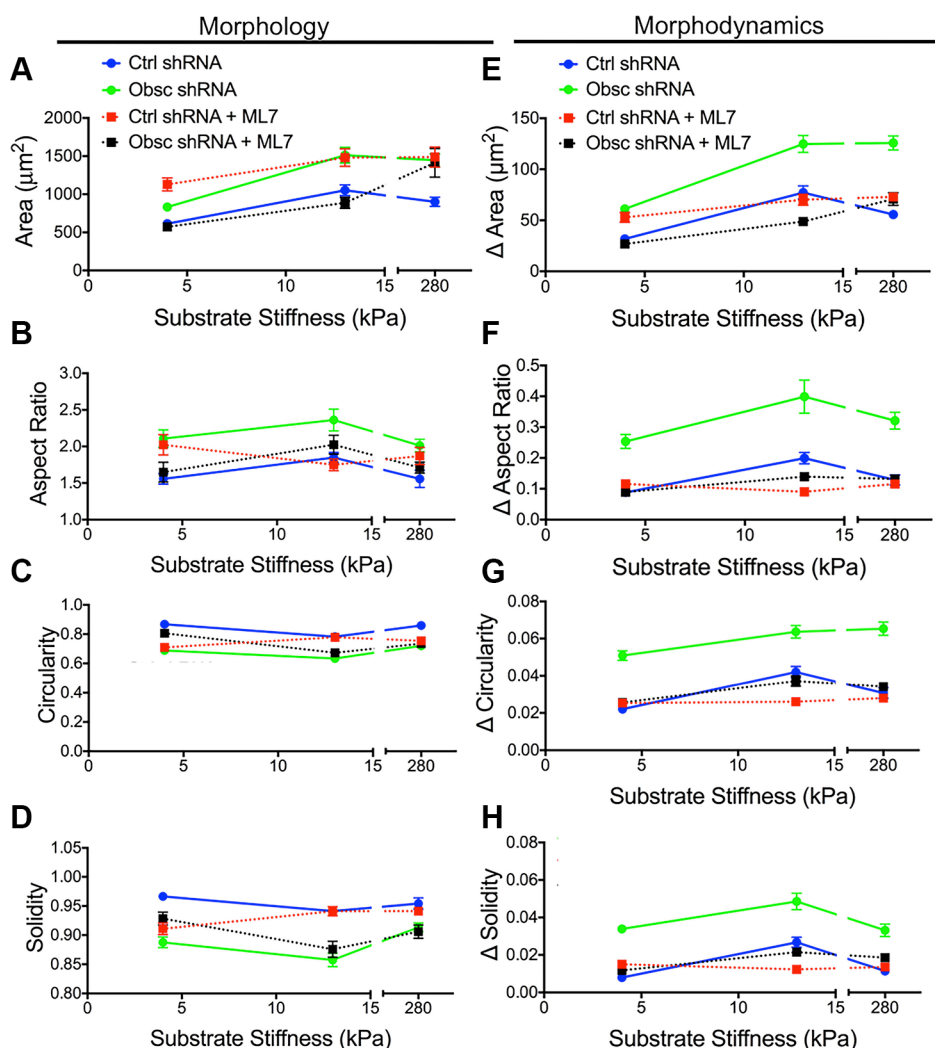 Morphology
Morphodynamics
A
Ctrl shRNA
Obsc shRNA
Ctrl shRNA + ML7
Obsc shRNA + ML7
2000
1500
1000
500
0
Area (µm²)
0 5 10 15 280
Substrate Stiffness (kPa)
E
Ctrl shRNA
Obsc shRNA
Ctrl shRNA + ML7
Obsc shRNA + ML7
150
100
50
0
Δ Area (µm²)
0 5 10 15 280
Substrate Stiffness (kPa)
B
3.0
2.5
2.0
1.5
1.0
Aspect Ratio
0 5 10 15 280
Substrate Stiffness (kPa)
F
0.5
0.4
0.3
0.2
0.1
0.0
Δ Aspect Ratio
0 5 10 15 280
Substrate Stiffness (kPa)
C
1.0
0.8
0.6
0.4
0.2
0.0
Circularity
0 5 10 15 280
Substrate Stiffness (kPa)
G
0.08
0.06
0.04
0.02
0.00
Δ Circularity
0 5 10 15 280
Substrate Stiffness (kPa)
D
1.05
1.00
0.95
0.90
0.85
0.80
Solidity
0 5 10 15 280
Substrate Stiffness (kPa)
H
0.08
0.06
0.04
0.02
0.00
Δ Solidity
0 5 10 15 280
Substrate Stiffness (kPa)